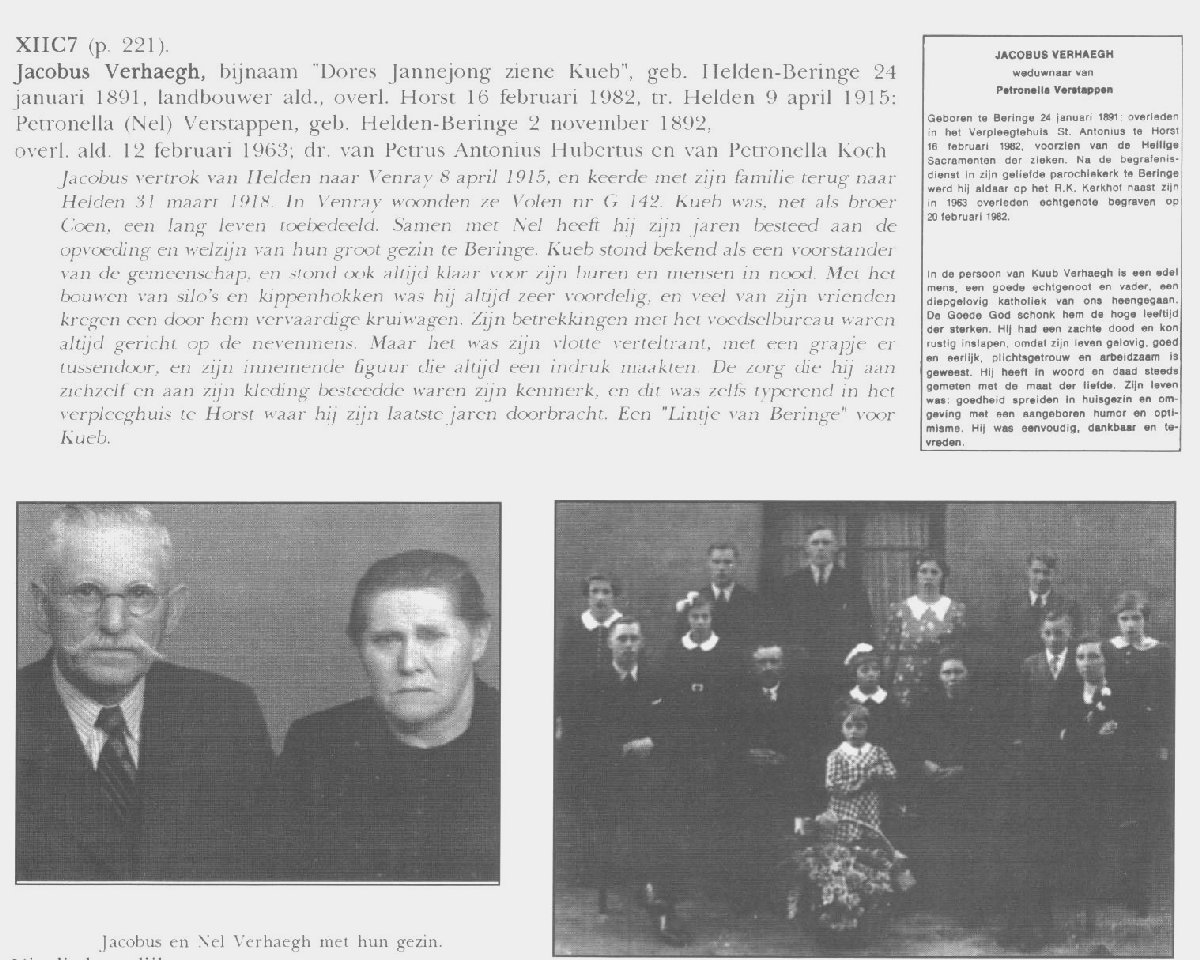 XIIC7 (p. 221).
Jacobus Verhaegh, bijnaam "Dores Jannejong ziene Kueb", geb. Helden-Beringe 24
januari 1891, landbouwer ald., overl. Horst 16 februari 1982, tr. Helden 9 april 1915:
Petronella (Nel) Verstappen, geb. Helden-Beringe 2 november 1892,
overl. ald. 12 februari 1963; dr. van Petrus Antonius Hubertus en van Petronella Koch
Jacobus vertrok van Helden naar Venray 8 april 1915, en keerde met zijn familie terug naar
Helden 31 maart 1918. In Venray woonden ze Volen nr G 142. Kueb was, net als broer
Coen, een lang leven toebedeeld. Samen met Nel heeft hij zijn jaren besteed aan de
opvoeding en welzijn van hun groot gezin te Beringe. Kueb stond bekend als een voorstander
van de gemeenschap, en stond ook altijd klaar voor zijn buren en mensen in nood. Met het
bouwen van silo's en kippenhokken was hij altijd zeer voordelig, en veel van zijn vrienden
kregen een door hem vervaardige kruiwagen. Zijn betrekkingen met het voedselbureau waren
altijd gericht op de nevenmens. Maar het was zijn vlotte verteltrant, met een grapje er
tussendoor, en zijn innemende figuur die altijd een indruk maakten. De zorg die hij aan
zichzelf en aan zijn kleding besteedde waren zijn kenmerk, en dit was zelfs typerend in het
verpleeghuis te Horst waar hij zijn laatste jaren doorbracht. Een "Lintje van Beringe" voor
Kueb.
JACOBUS VERHAEGH
weduwnaar van
Petronella Verstappen
Geboren te Beringe 24 januari 1891; overleden
in het Verpleegtehuis St. Antonius te Horst
16 februari 1982, voorzien van de Heilige
Sacramenten der zieken. Na de begrafenis-
dienst in zijn geliefde parochiekerk te Beringe
werd hij aldaar op het R.K. Kerkhof naast zijn
in 1963 overleden echtgenote begraven op
20 februari 1982.
In de persoon van Kuub Verhaegh is een edel
mens, een goede echtgenoot en vader, een
diepgelovig katholiek van ons heengegaan.
De Goede God schonk hem de hoge leeftijd
der sterken. Hij had een zachte dood en kon
rustig inslapen, omdat zijn leven gelovig, goed
en eerlijk, plichtsgetrouw en arbeidzaam is
geweest. Hij heeft in woord en daad steeds
gemeten met de maat der liefde. Zijn leven
was: goedheid spreiden in huisgezin en om-
geving met een aangeboren humor en opti-
misme. Hij was eenvoudig, dankbaar en te-
vreden.
Jacobus en Nel Verhaegh met hun gezin.